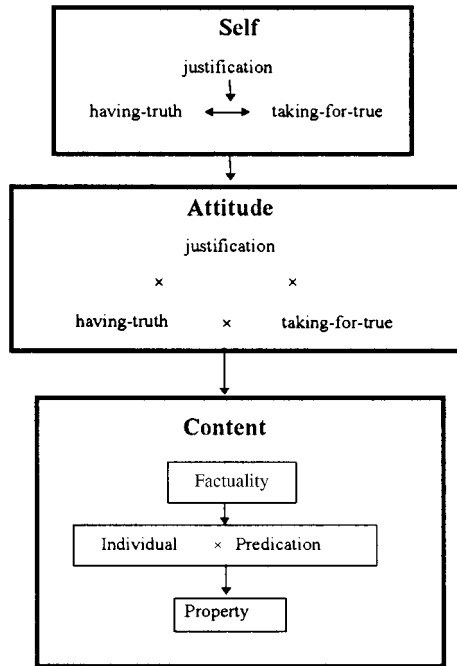 Self
justification
having-truth taking-for-true
Attitude
justification
× ×
having-truth × taking-for-true
Content
Factuality
Individual × Predication
Property